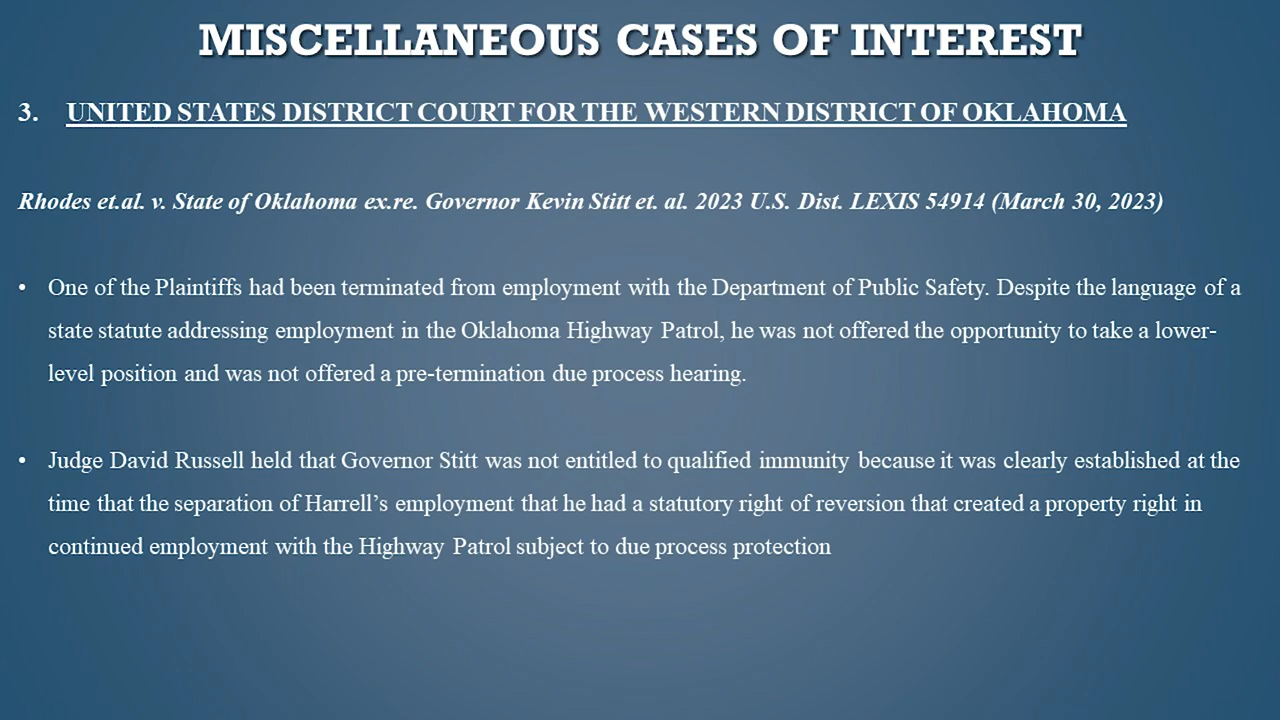 MISCELLANEOUS CASES OF INTEREST
3. UNITED STATES DISTRICT COURT FOR THE WESTERN DISTRICT OF OKLAHOMA
Rhodes et.al. v. State of Oklahoma ex.re. Governor Kevin Stitt et. al. 2023 U.S. Dist. LEXIS 54914 (March 30, 2023)
• One of the Plaintiffs had been terminated from employment with the Department of Public Safety. Despite the language of a
state statute addressing employment in the Oklahoma Highway Patrol, he was not offered the opportunity to take a lower-
level position and was not offered a pre-termination due process hearing.
• Judge David Russell held that Governor Stitt was not entitled to qualified immunity because it was clearly established at the
time that the separation of Harrell’s employment that he had a statutory right of reversion that created a property right in
continued employment with the Highway Patrol subject to due process protection